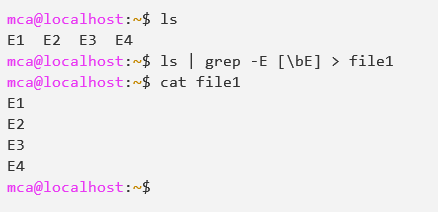 mca@localhost:~$ ls
E1  E2  E3  E4
mca@localhost:~$ ls | grep -E [\bE] > file1
mca@localhost:~$ cat file1
E1
E2
E3
E4
mca@localhost:~$